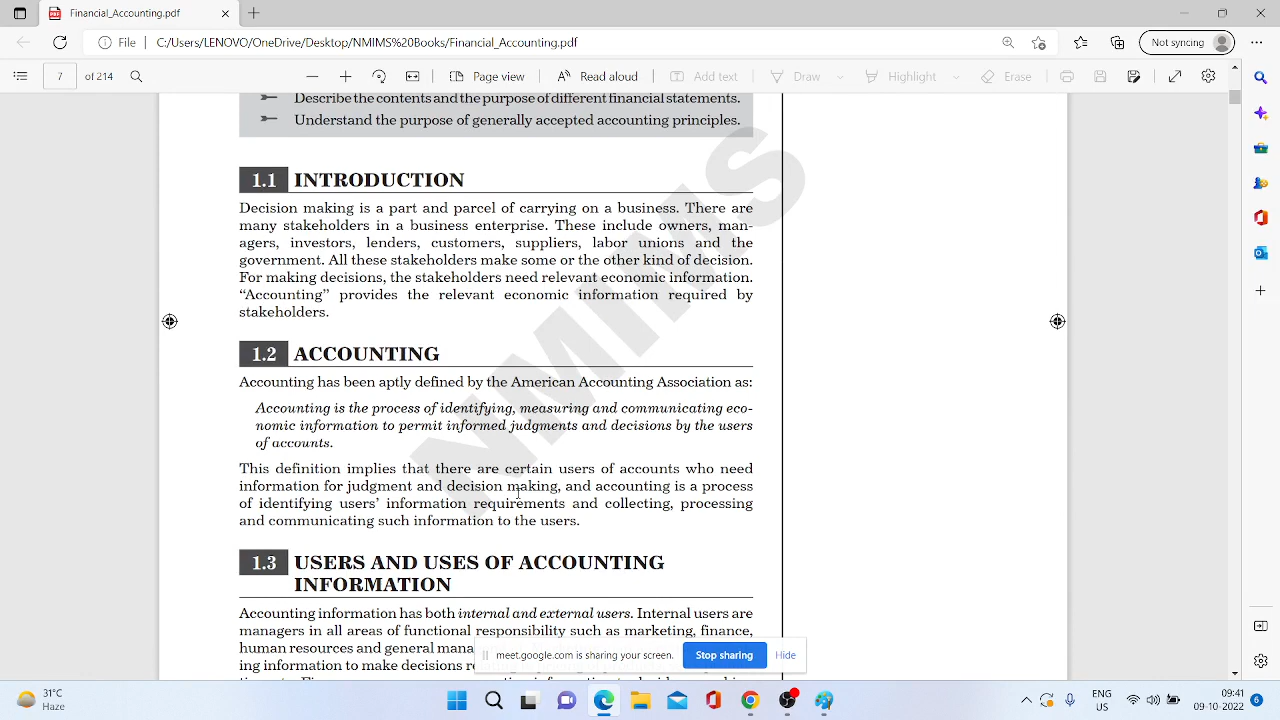 Financial_Accounting.pdf
File
C:/Users/LENOVO/OneDrive/Desktop/NMIMS%20Books/Financial_Accounting.pdf
Not syncing
7
of 214
Page view
Read aloud
Add text
Draw
Highlight
Erase
Describe the contents and the purpose of different financial statements.
Understand the purpose of generally accepted accounting principles.
1.1 INTRODUCTION
Decision making is a part and parcel of carrying on a business. There are
many stakeholders in a business enterprise. These include owners, man-
agers, investors, lenders, customers, suppliers, labor unions and the
government. All these stakeholders make some or the other kind of decision.
For making decisions, the stakeholders need relevant economic information.
“Accounting” provides the relevant economic information required by
stakeholders.
1.2 ACCOUNTING
Accounting has been aptly defined by the American Accounting Association as:
Accounting is the process of identifying, measuring and communicating eco-
nomic information to permit informed judgments and decisions by the users
of accounts.
This definition implies that there are certain users of accounts who need
information for judgment and decision making, and accounting is a process
of identifying users’ information requirements and collecting, processing
and communicating such information to the users.
NMIMS
1.3 USERS AND USES OF ACCOUNTING
INFORMATION
Accounting information has both internal and external users. Internal users are
managers in all areas of functional responsibility such as marketing, finance,
human resources and general mana
ing information to make decisions re
meet.google.com is sharing your screen.
Stop sharing
Hide
31°C
Haze
ENG
US
09:41
09-10-2022
6